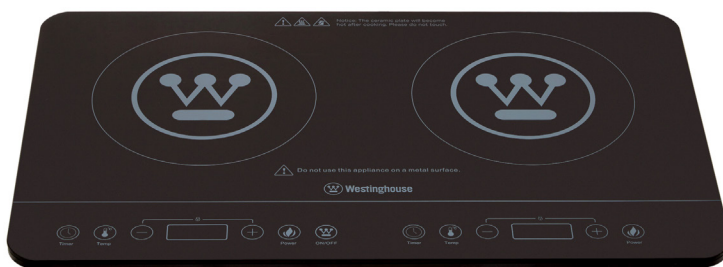 Notice: The ceramic plate will become
hot after cooking. Please do not touch.
Do not use this appliance on a metal surface.
Westinghouse
Timer Temp − + Power ON/OFF Timer Temp − + Power